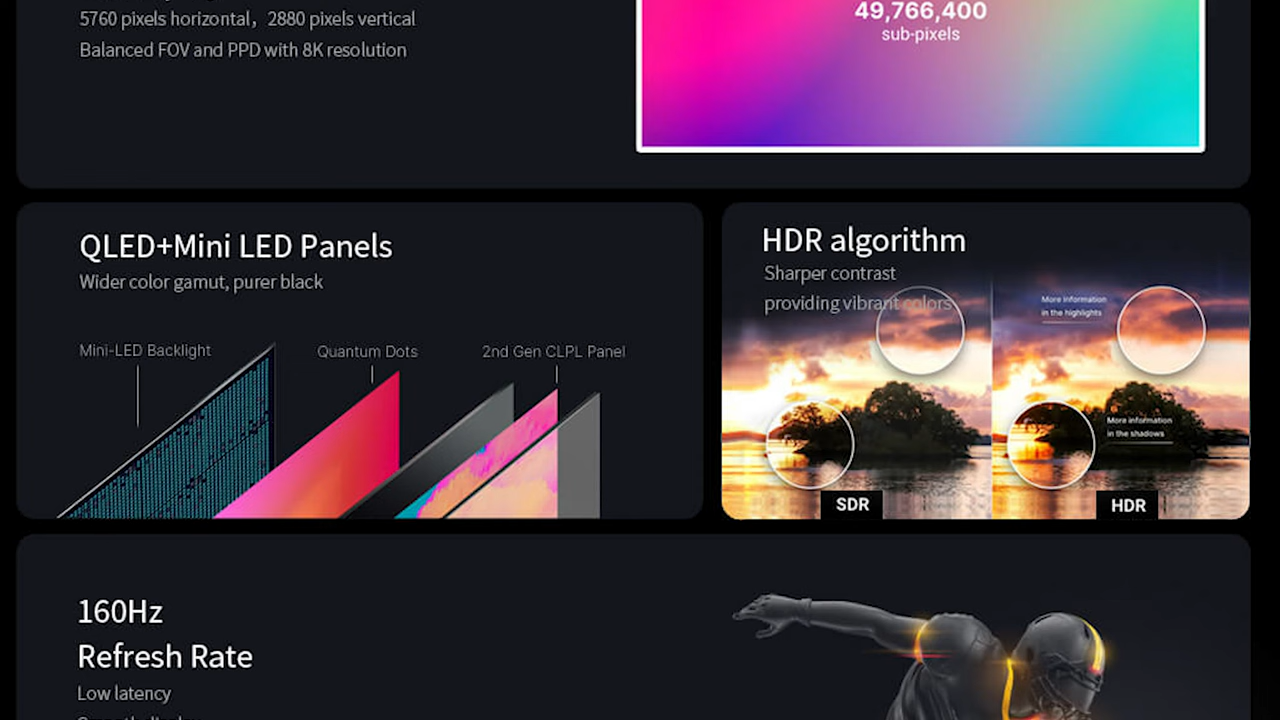 5760 pixels horizontal，2880 pixels vertical
Balanced FOV and PPD with 8K resolution
49,766,400
sub-pixels
QLED+Mini LED Panels
Wider color gamut, purer black
Mini-LED Backlight
Quantum Dots
2nd Gen CLPL Panel
HDR algorithm
Sharper contrast
providing vibrant colors
More information
in the highlights
More information
in the shadows
SDR
HDR
160Hz
Refresh Rate
Low latency